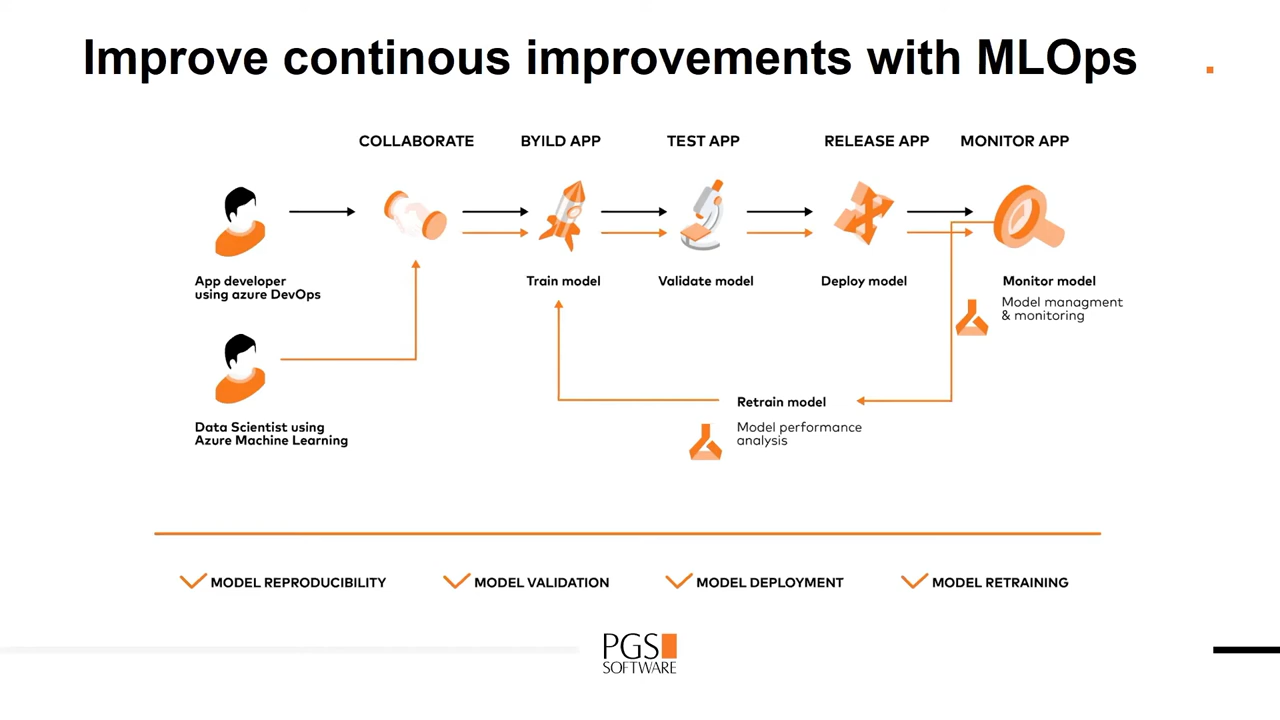 Improve continous improvements with MLOps
COLLABORATE
BYILD APP
TEST APP
RELEASE APP
MONITOR APP
App developer
using azure DevOps
Train model
Validate model
Deploy model
Monitor model
Model managment
& monitoring
Data Scientist using
Azure Machine Learning
Retrain model
Model performance
analysis
MODEL REPRODUCIBILITY
MODEL VALIDATION
MODEL DEPLOYMENT
MODEL RETRAINING
PGS
SOFTWARE